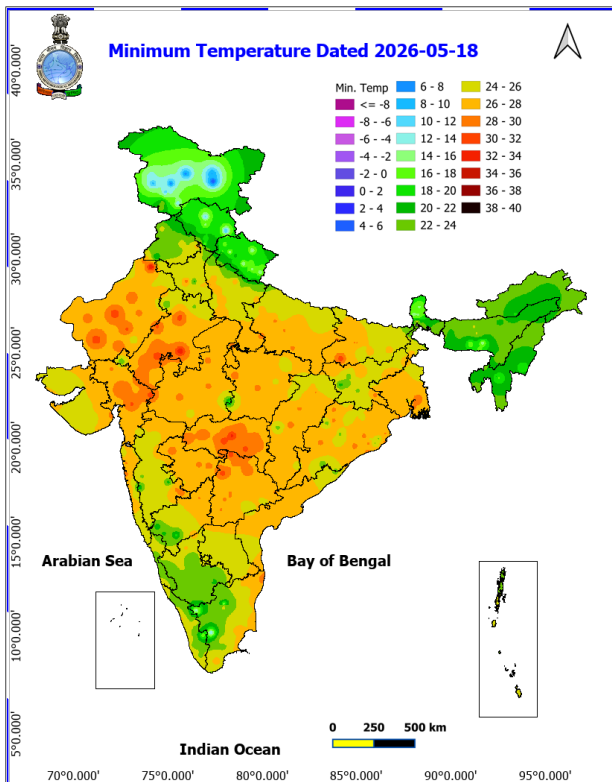 Minimum Temperature Dated 2026-05-18
Min. Temp
<= -8
-8 - -6
-6 - -4
-4 - -2
-2 - 0
0 - 2
2 - 4
4 - 6
6 - 8
8 - 10
10 - 12
12 - 14
14 - 16
16 - 18
18 - 20
20 - 22
22 - 24
24 - 26
26 - 28
28 - 30
30 - 32
32 - 34
34 - 36
36 - 38
38 - 40
40°0.000'
35°0.000'
30°0.000'
25°0.000'
20°0.000'
15°0.000'
10°0.000'
5°0.000'
Arabian Sea
Bay of Bengal
0 250 500 km
Indian Ocean
70°0.000' 75°0.000' 80°0.000' 85°0.000' 90°0.000' 95°0.000'